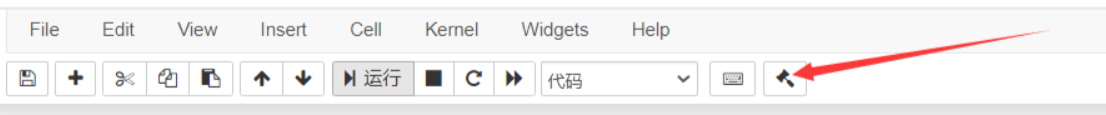 File Edit View Insert Cell Kernel Widgets Help
运行 代码